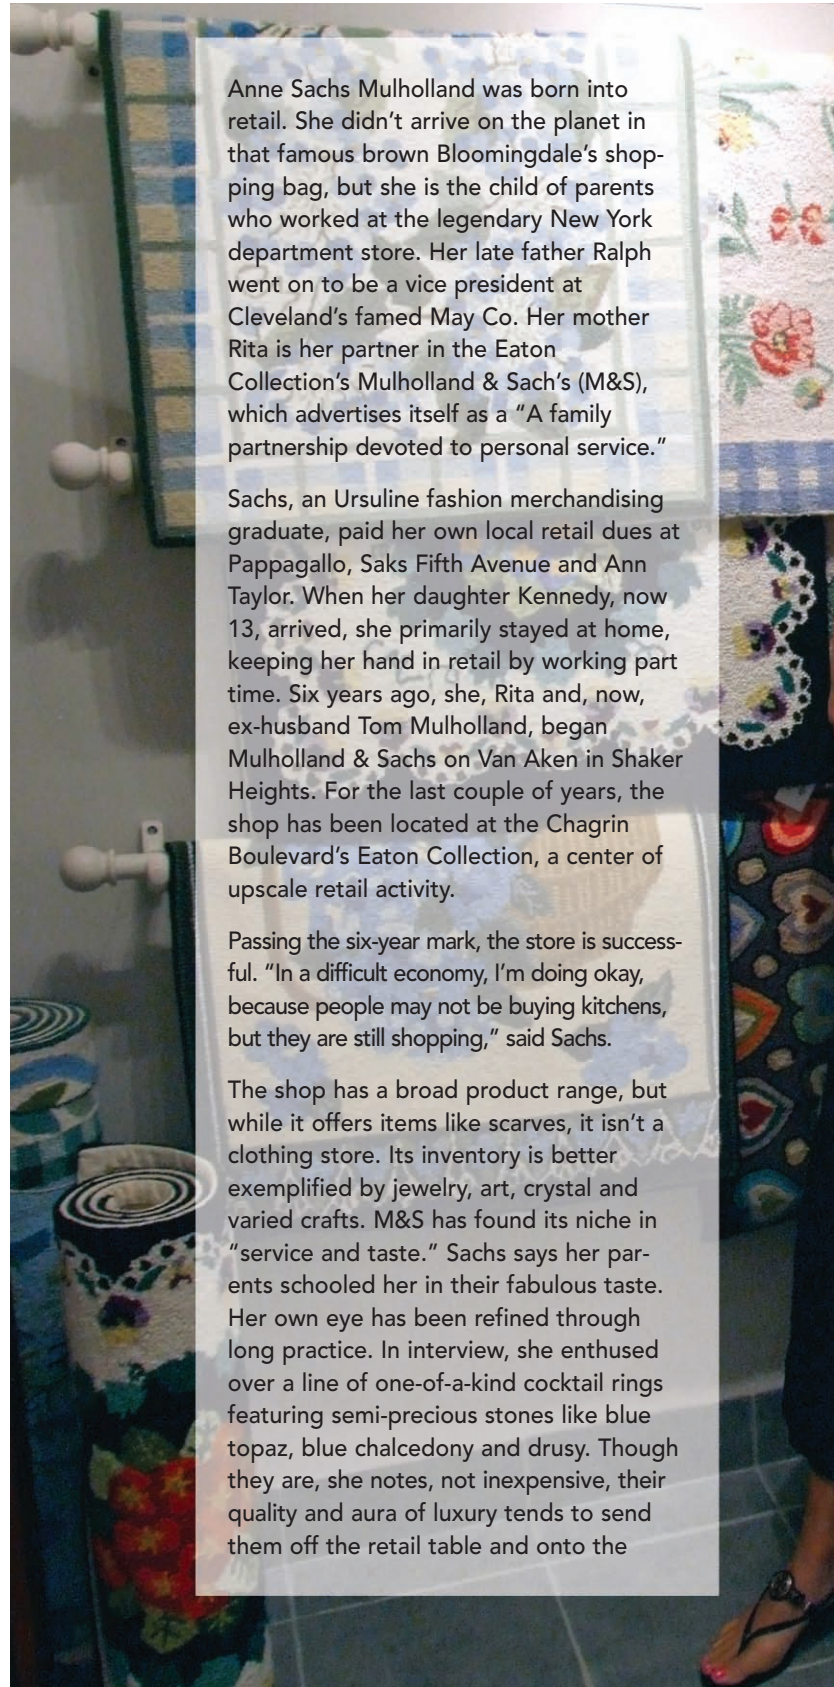 Anne Sachs Mulholland was born into
retail. She didn’t arrive on the planet in
that famous brown Bloomingdale’s shop-
ping bag, but she is the child of parents
who worked at the legendary New York
department store. Her late father Ralph
went on to be a vice president at
Cleveland’s famed May Co. Her mother
Rita is her partner in the Eaton
Collection’s Mulholland & Sach’s (M&S),
which advertises itself as a “A family
partnership devoted to personal service.”
Sachs, an Ursuline fashion merchandising
graduate, paid her own local retail dues at
Pappagallo, Saks Fifth Avenue and Ann
Taylor. When her daughter Kennedy, now
13, arrived, she primarily stayed at home,
keeping her hand in retail by working part
time. Six years ago, she, Rita and, now,
ex-husband Tom Mulholland, began
Mulholland & Sachs on Van Aken in Shaker
Heights. For the last couple of years, the
shop has been located at the Chagrin
Boulevard’s Eaton Collection, a center of
upscale retail activity.
Passing the six-year mark, the store is success-
ful. “In a difficult economy, I’m doing okay,
because people may not be buying kitchens,
but they are still shopping,” said Sachs.
The shop has a broad product range, but
while it offers items like scarves, it isn’t a
clothing store. Its inventory is better
exemplified by jewelry, art, crystal and
varied crafts. M&S has found its niche in
“service and taste.” Sachs says her par-
ents schooled her in their fabulous taste.
Her own eye has been refined through
long practice. In interview, she enthused
over a line of one-of-a-kind cocktail rings
featuring semi-precious stones like blue
topaz, blue chalcedony and drusy. Though
they are, she notes, not inexpensive, their
quality and aura of luxury tends to send
them off the retail table and onto the